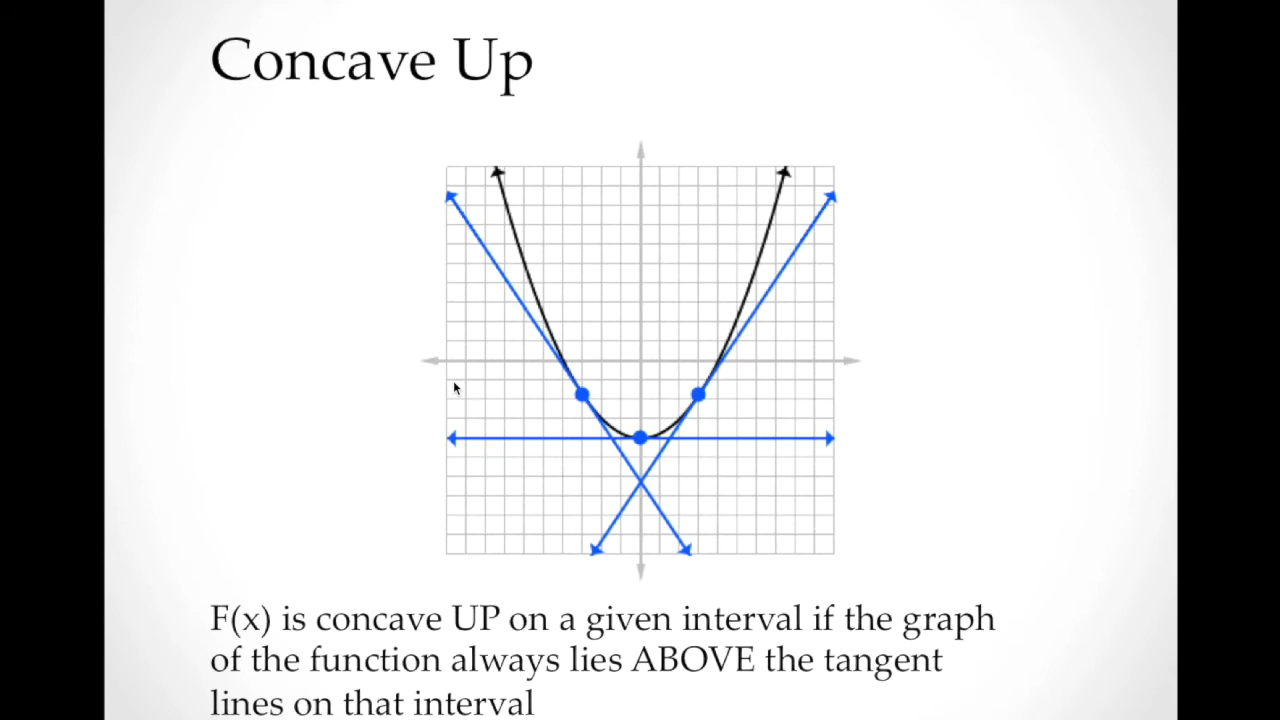 Concave Up
F(x) is concave UP on a given interval if the graph
of the function always lies ABOVE the tangent
lines on that interval